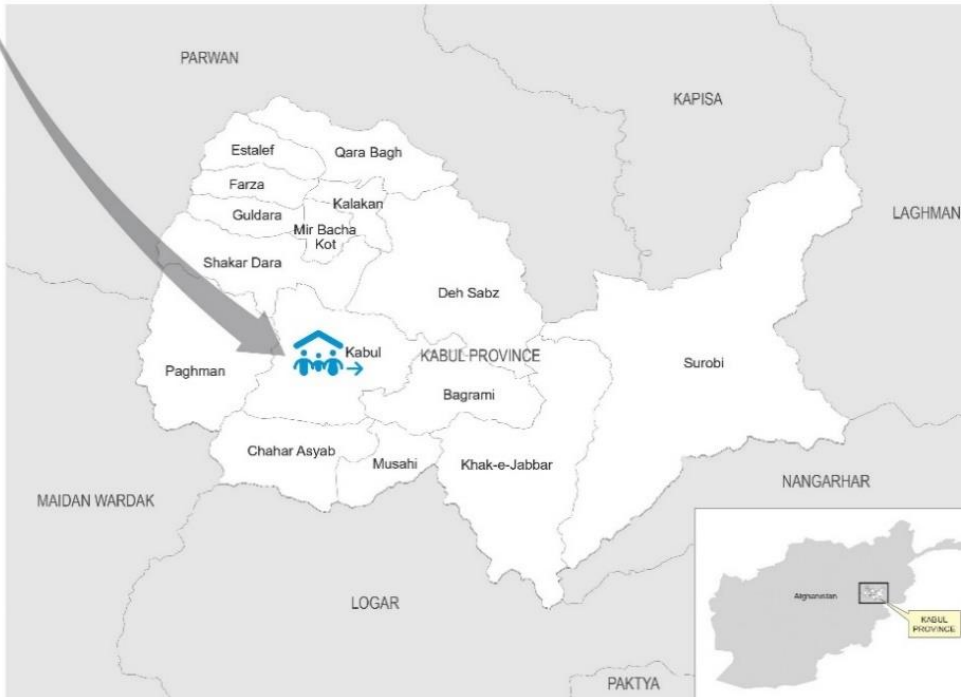 PARWAN
KAPISA
Estalef
Qara Bagh
Farza
Kalakan
LAGHMAN
Guldara
Mir Bacha
Kot
Shakar Dara
Deh Sabz
Kabul
KABUL PROVINCE
Surobi
Paghman
Bagrami
Chahar Asyab
Musahi
Khak-e-Jabbar
NANGARHAR
MAIDAN WARDAK
Afghanistan
LOGAR
KABUL
PROVINCE
PAKTYA